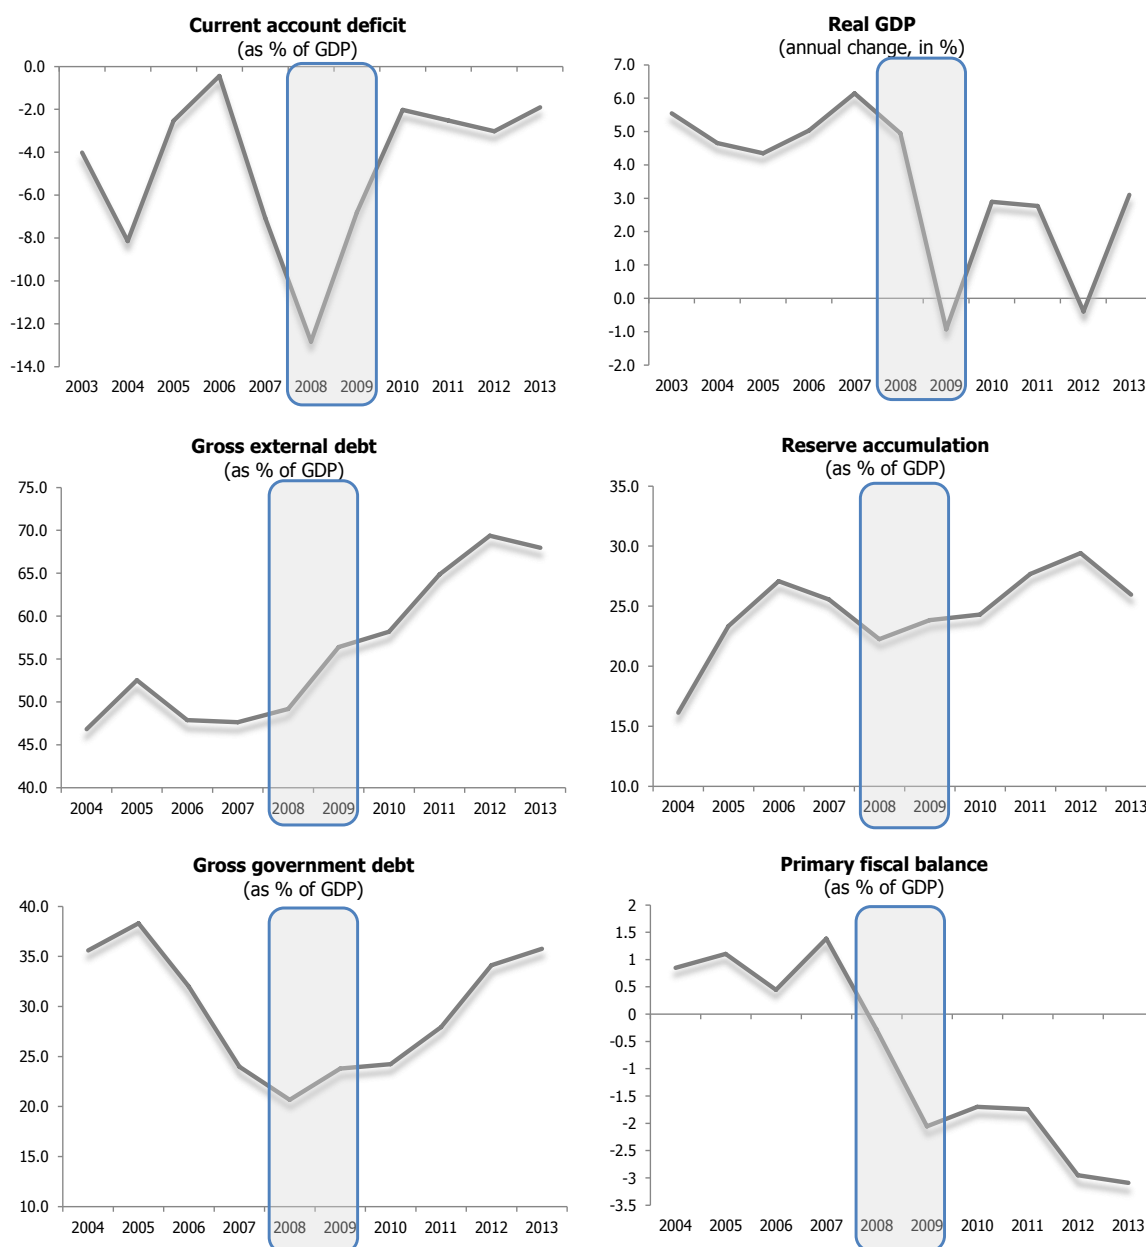 Current account deficit
(as % of GDP)
0.0
-2.0
-4.0
-6.0
-8.0
-10.0
-12.0
-14.0
2003 2004 2005 2006 2007 2008 2009 2010 2011 2012 2013
Real GDP
(annual change, in %)
7.0
6.0
5.0
4.0
3.0
2.0
1.0
0.0
-1.0
-2.0
2003 2004 2005 2006 2007 2008 2009 2010 2011 2012 2013
Gross external debt
(as % of GDP)
75.0
70.0
65.0
60.0
55.0
50.0
45.0
40.0
2004 2005 2006 2007 2008 2009 2010 2011 2012 2013
Reserve accumulation
(as % of GDP)
35.0
30.0
25.0
20.0
15.0
10.0
2004 2005 2006 2007 2008 2009 2010 2011 2012 2013
Gross government debt
(as % of GDP)
40.0
35.0
30.0
25.0
20.0
15.0
10.0
2004 2005 2006 2007 2008 2009 2010 2011 2012 2013
Primary fiscal balance
(as % of GDP)
2
1.5
1
0.5
0
-0.5
-1
-1.5
-2
-2.5
-3
-3.5
2004 2005 2006 2007 2008 2009 2010 2011 2012 2013